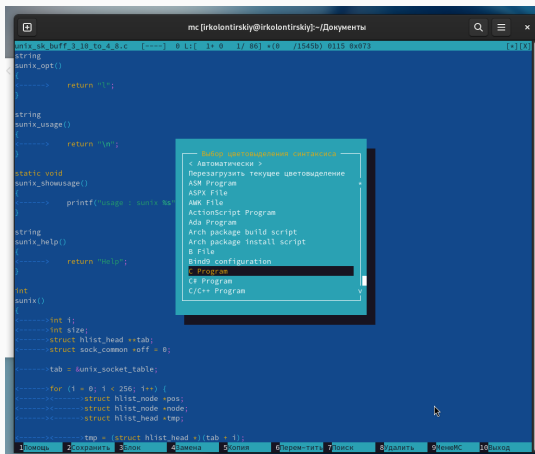 mc [irkolontirskiy@irkolontirskiy]:~/Документы
unix_sk_buff_3_10_to_4_8.c [----] 0 L:[ 1+ 0 1/ 86] *(0 /1545b) 0115 0x073 [*][X]
string
sunix_opt()
{
<------>return "l";
}
string
sunix_usage()
{
<------>return "\n";
}
static void
sunix_showusage()
{
<------>printf("usage : sunix %s"
}
string
sunix_help()
{
<------>return "Help";
}
int
sunix()
{
<------>int i;
<------>int size;
<------>struct hlist_head **tab;
<------>struct sock_common *off = 0;
<------>tab = &unix_socket_table;
<------>for (i = 0; i < 256; i++) {
<------><------>struct hlist_node *pos;
<------><------>struct hlist_node *node;
<------><------>struct hlist_head *tmp;
<------><------>tmp = (struct hlist_head *)(tab + i);
Выбор цветовыделения синтаксиса
< Автоматически >
Перезагрузить текущее цветовыделение
ASM Program
ASPX File
AWK File
ActionScript Program
Ada Program
Arch package build script
Arch package install script
B File
Bind9 configuration
C Program
C# Program
C/C++ Program
1Помощь 2Сохранить 3Блок 4Замена 5Копия 6Перем~тить 7Поиск 8Удалить 9МенюMC 10Выход